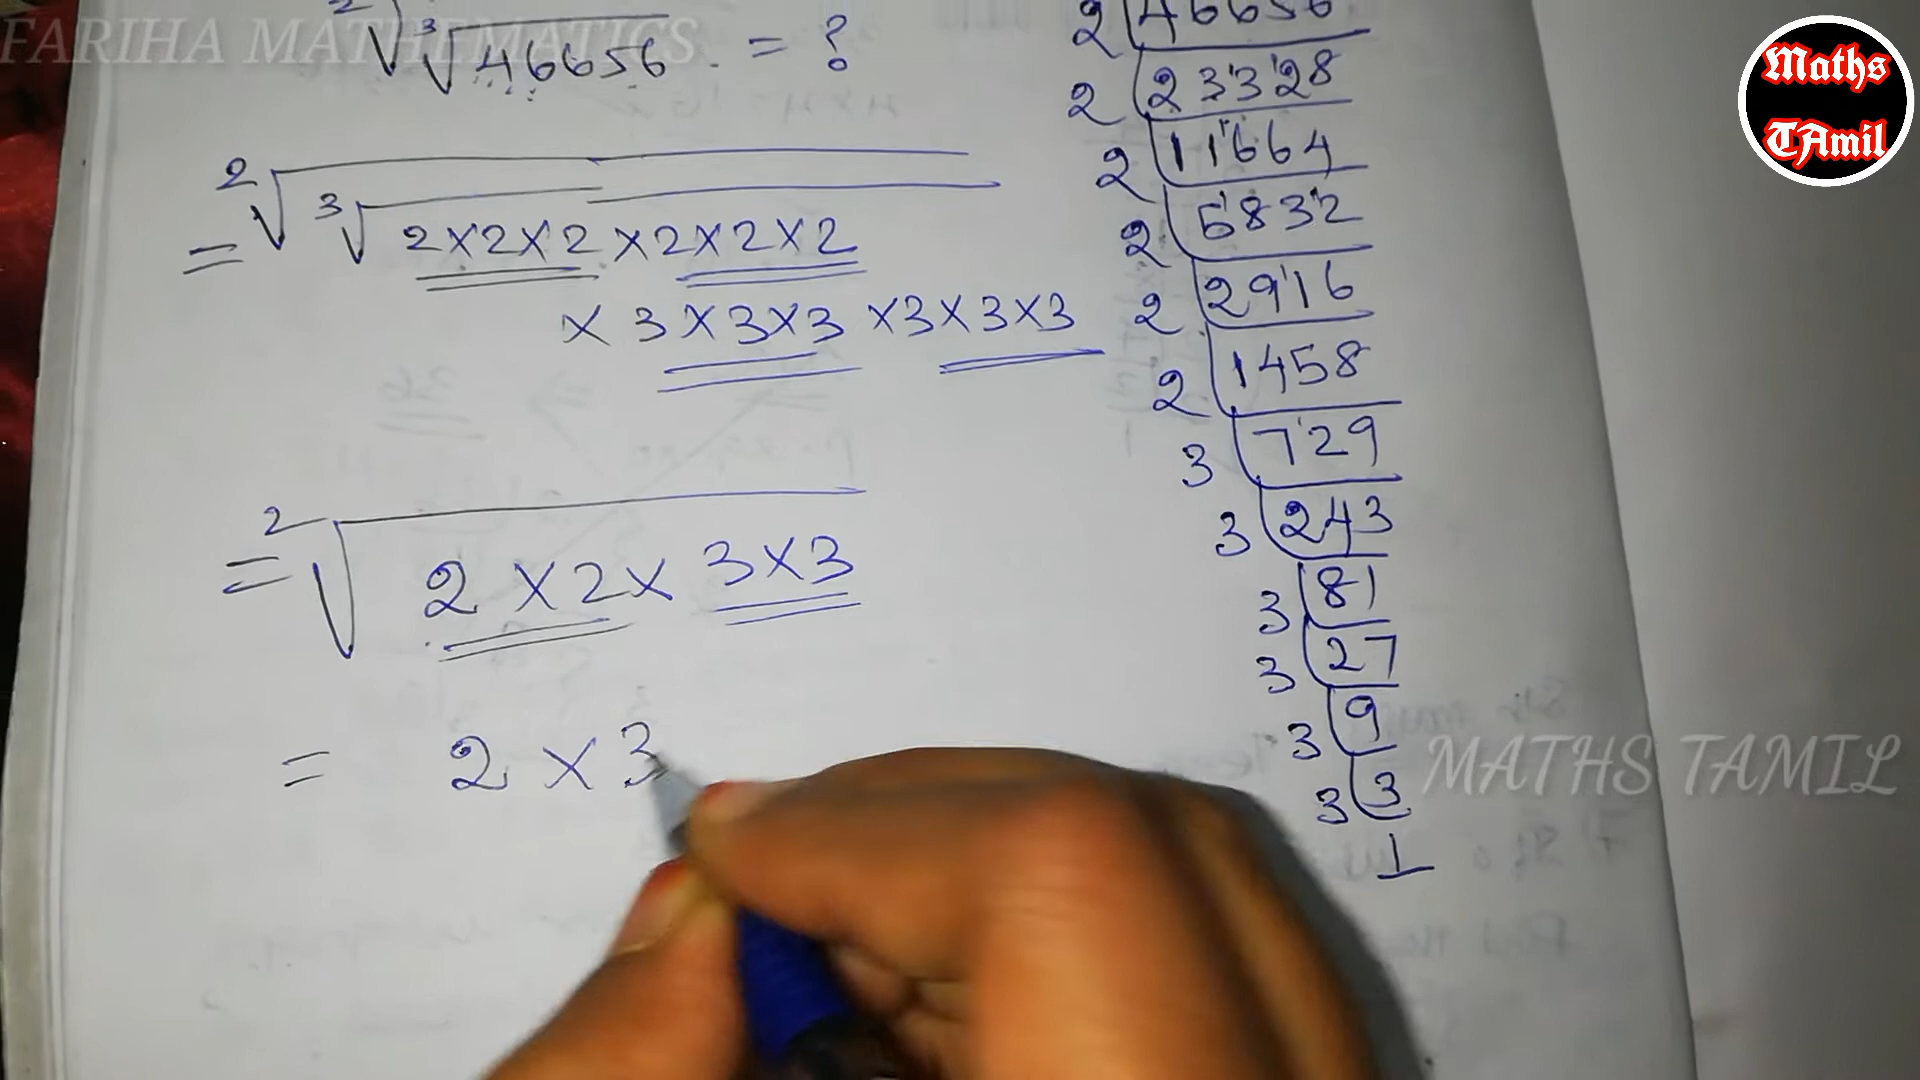 FARIHA MATHEMATICS
2√ 3√46656 = ?
= 2√ 3√ 2×2×2 ×2×2×2
× 3×3×3 ×3×3×3
= 2√ 2×2× 3×3
= 2×3
2 46656
2 23328
2 11664
2 5832
2 2916
2 1458
3 729
3 243
3 81
3 27
3 9
3 3
1
Maths
TAmil
MATHS TAMIL